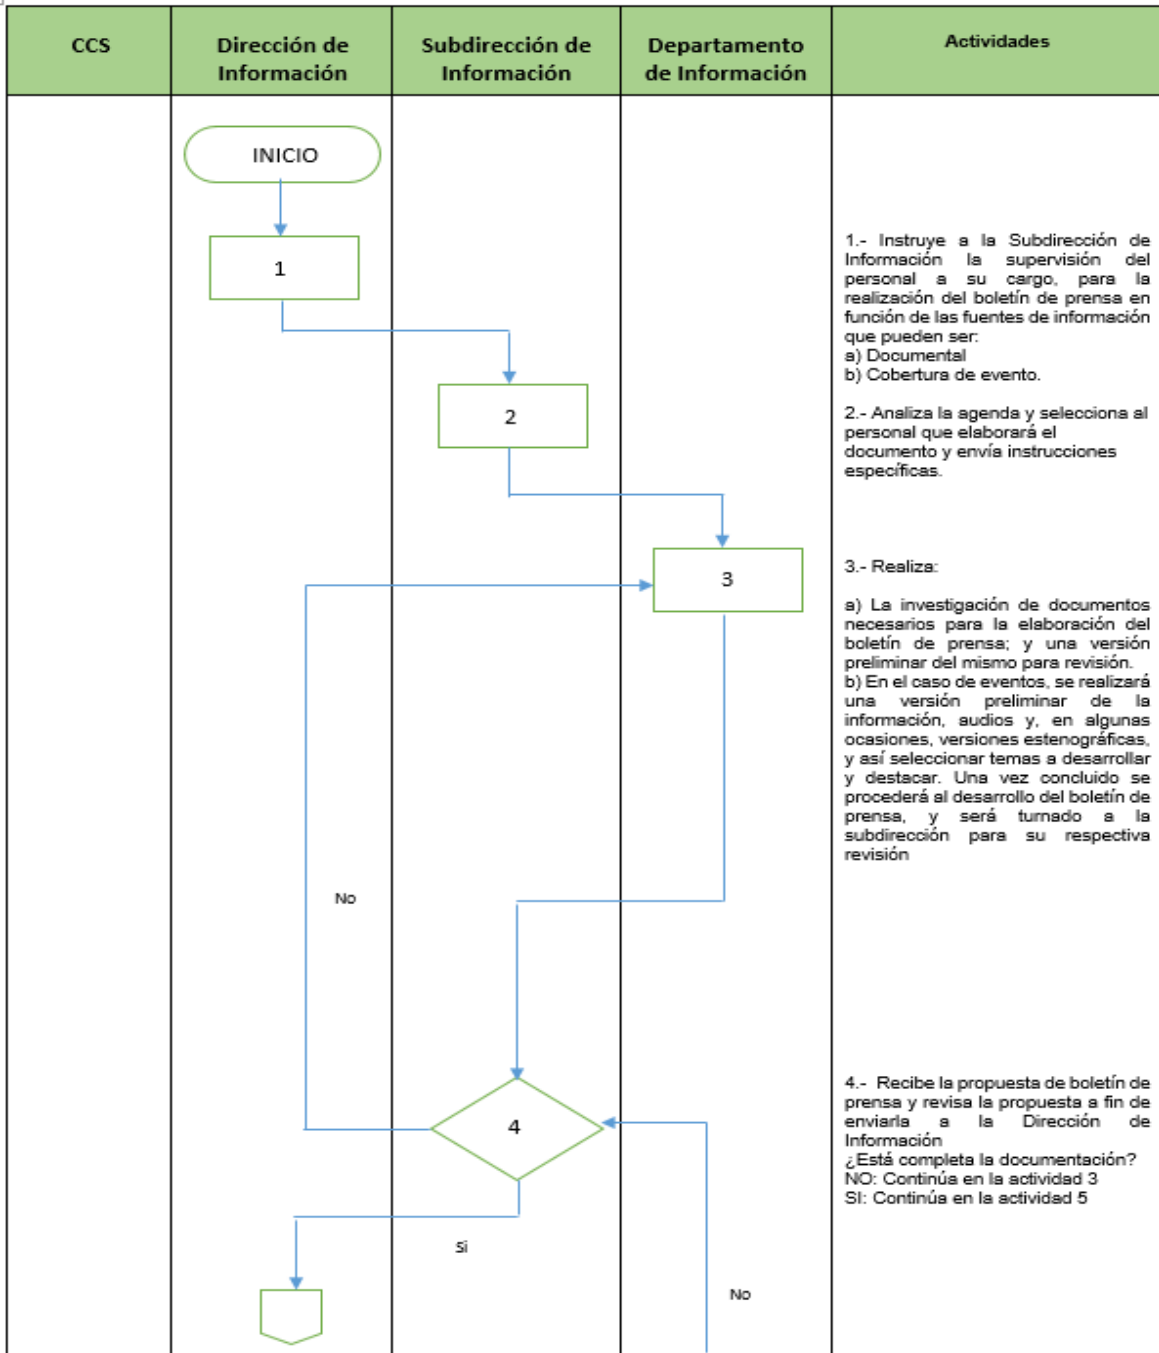 CCS
Dirección de
Información
Subdirección de
Información
Departamento
de Información
Actividades
INICIO
1
1.- Instruye a la Subdirección de
Información la supervisión del
personal a su cargo, para la
realización del boletín de prensa en
función de las fuentes de información
que pueden ser:
a) Documental
b) Cobertura de evento.
2
2.- Analiza la agenda y selecciona al
personal que elaborará el
documento y envía instrucciones
específicas.
3
3.- Realiza:
a) La investigación de documentos
necesarios para la elaboración del
boletín de prensa; y una versión
preliminar del mismo para revisión.
b) En el caso de eventos, se realizará
una versión preliminar de la
información, audios y, en algunas
ocasiones, versiones estenográficas,
y así seleccionar temas a desarrollar
y destacar. Una vez concluido se
procederá al desarrollo del boletín de
prensa, y será turnado a la
subdirección para su respectiva
revisión
No
4
4.- Recibe la propuesta de boletín de
prensa y revisa la propuesta a fin de
enviarla a la Dirección de
Información
¿Está completa la documentación?
NO: Continúa en la actividad 3
SI: Continúa en la actividad 5
Si
No